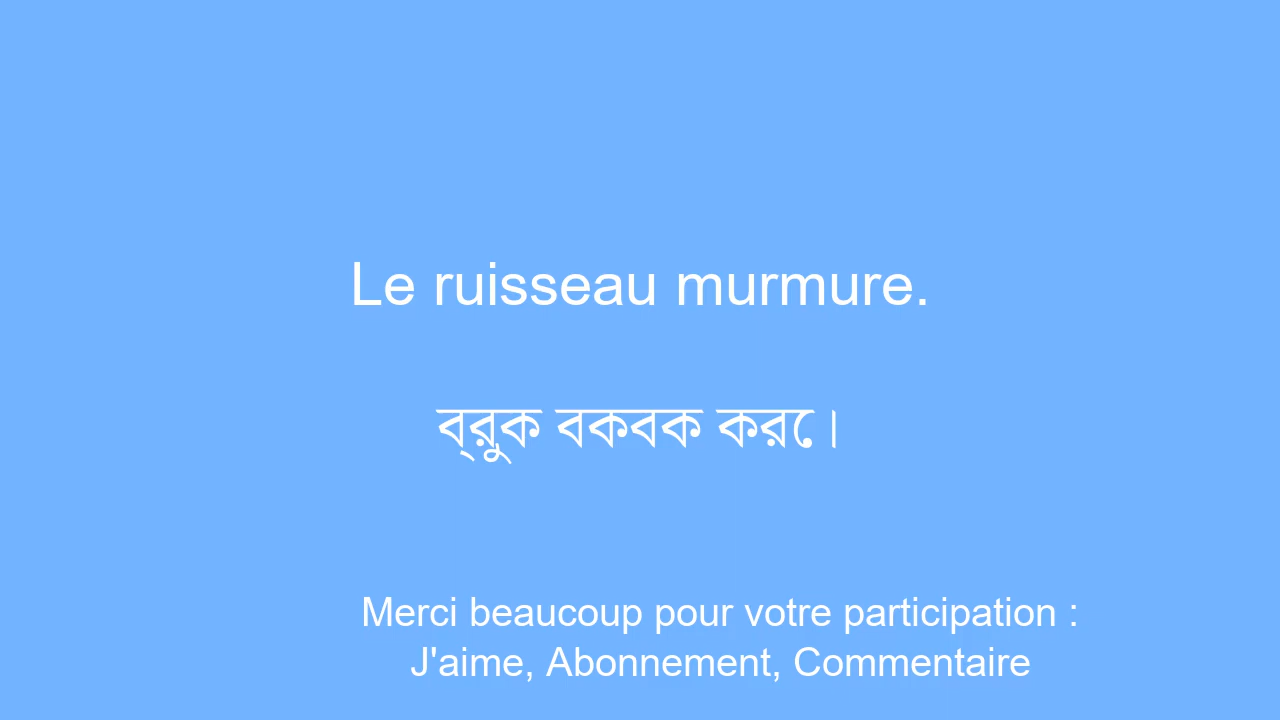 Le ruisseau murmure.
ব্রুক বকবক করে।
Merci beaucoup pour votre participation :
J'aime, Abonnement, Commentaire